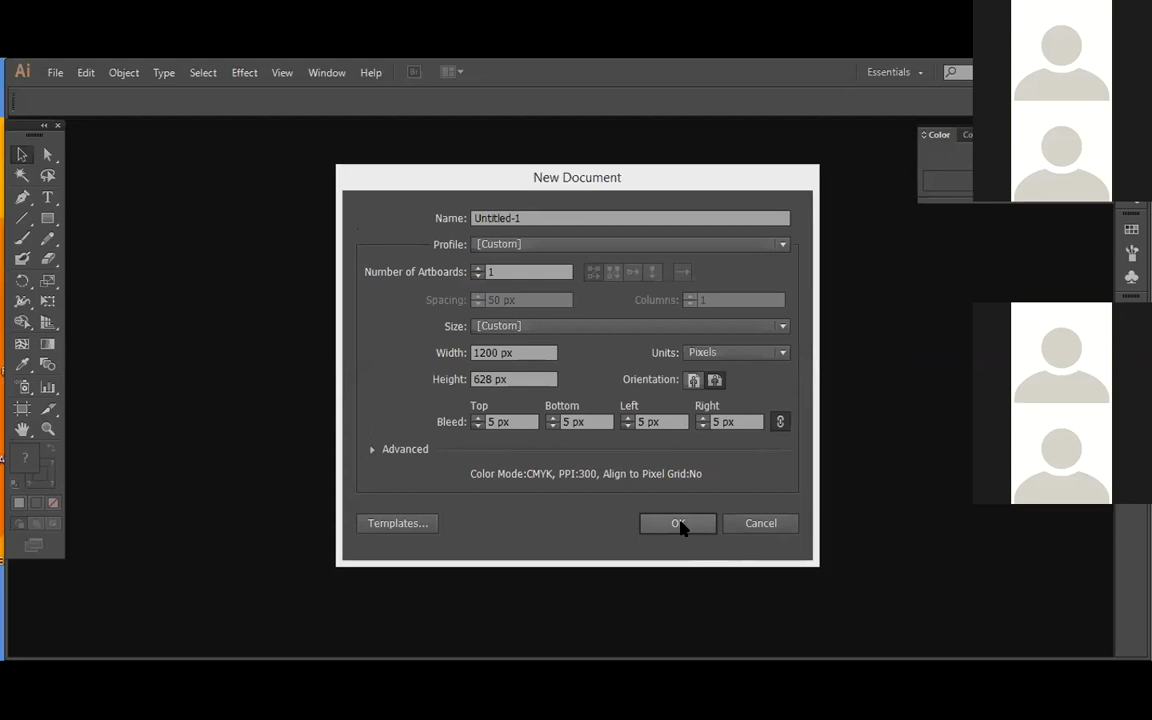 Ai File Edit Object Type Select Effect View Window Help Br Essentials
Color
New Document
Name: Untitled-1
Profile: [Custom]
Number of Artboards: 1
Spacing: 50 px Columns: 1
Size: [Custom]
Width: 1200 px Units: Pixels
Height: 628 px Orientation:
Top Bottom Left Right
Bleed: 5 px 5 px 5 px 5 px
Advanced
Color Mode:CMYK, PPI:300, Align to Pixel Grid:No
Templates... OK Cancel
?